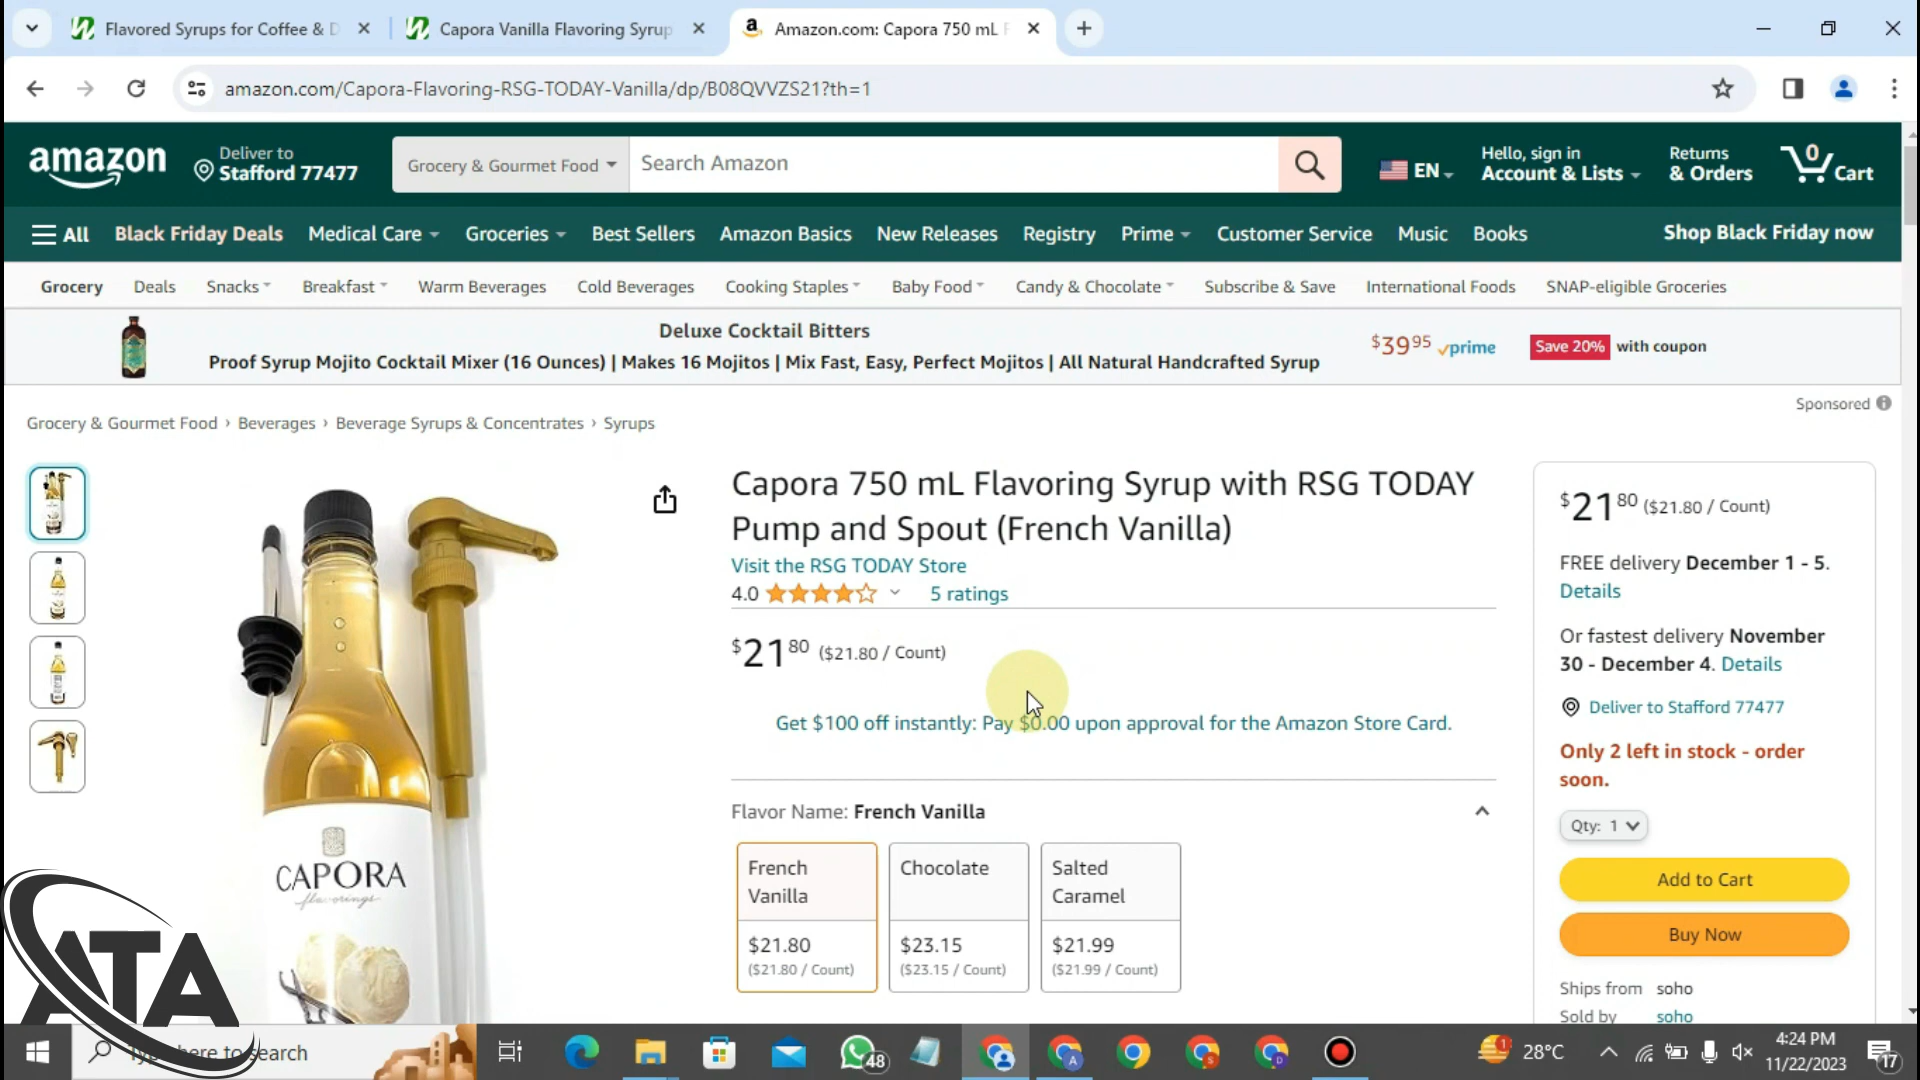 Flavored Syrups for Coffee & D
Capora Vanilla Flavoring Syrup
Amazon.com: Capora 750 mL F
amazon.com/Capora-Flavoring-RSG-TODAY-Vanilla/dp/B08QVVZS21?th=1
amazon
Deliver to
Stafford 77477
Grocery & Gourmet Food
Search Amazon
EN
Hello, sign in
Account & Lists
Returns
& Orders
0
Cart
All
Black Friday Deals
Medical Care
Groceries
Best Sellers
Amazon Basics
New Releases
Registry
Prime
Customer Service
Music
Books
Shop Black Friday now
Grocery
Deals
Snacks
Breakfast
Warm Beverages
Cold Beverages
Cooking Staples
Baby Food
Candy & Chocolate
Subscribe & Save
International Foods
SNAP-eligible Groceries
Deluxe Cocktail Bitters
Proof Syrup Mojito Cocktail Mixer (16 Ounces) | Makes 16 Mojitos | Mix Fast, Easy, Perfect Mojitos | All Natural Handcrafted Syrup
$39.95 prime
Save 20% with coupon
Sponsored
Grocery & Gourmet Food › Beverages › Beverage Syrups & Concentrates › Syrups
Capora 750 mL Flavoring Syrup with RSG TODAY
Pump and Spout (French Vanilla)
Visit the RSG TODAY Store
4.0
5 ratings
$21.80 ($21.80 / Count)
Get $100 off instantly: Pay $0.00 upon approval for the Amazon Store Card.
Flavor Name: French Vanilla
French
Vanilla
$21.80
($21.80 / Count)
Chocolate
$23.15
($23.15 / Count)
Salted
Caramel
$21.99
($21.99 / Count)
$21.80 ($21.80 / Count)
FREE delivery December 1 - 5.
Details
Or fastest delivery November
30 - December 4. Details
Deliver to Stafford 77477
Only 2 left in stock - order
soon.
Qty: 1
Add to Cart
Buy Now
Ships from soho
Sold by soho
CAPORA
flavorings
ATA
here to search
48
A
S
D
1
28°C
4:24 PM
11/22/2023
17